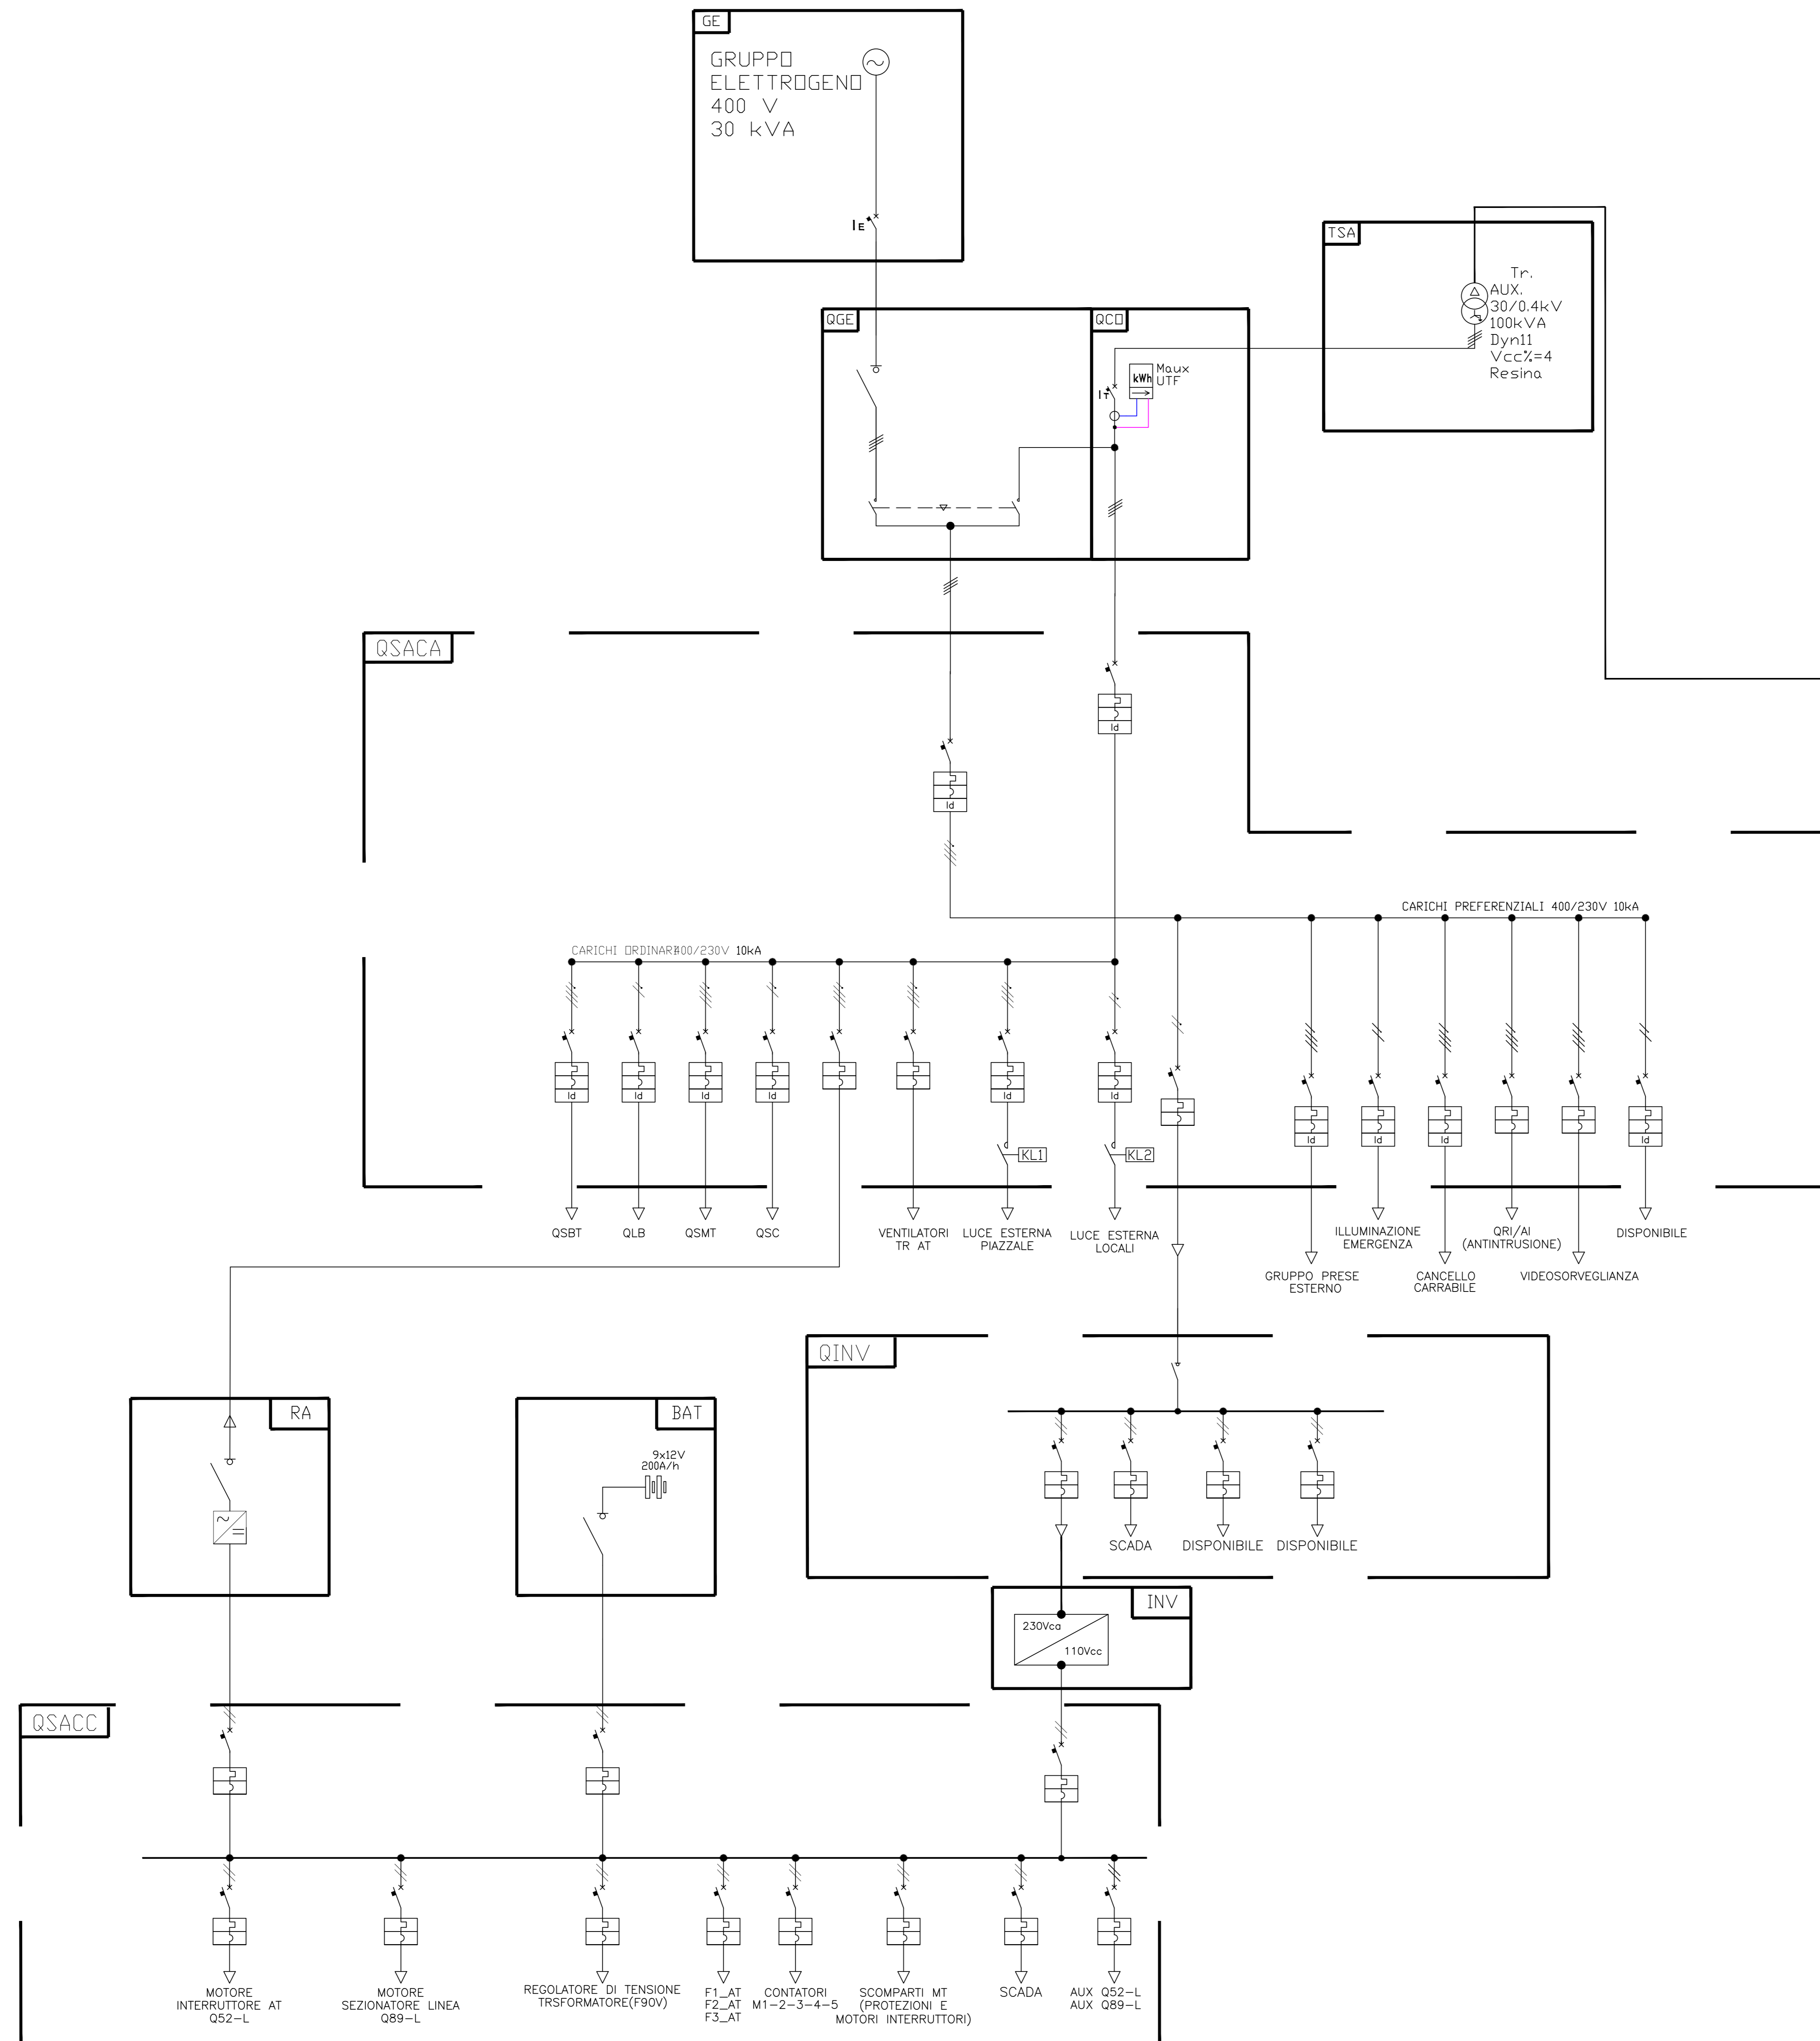 GE
GRUPPO
ELETTROGENO
400 V
30 kVA
IE
TSA
Tr.
AUX.
30/0.4kV
100kVA
Dyn11
Vcc%=4
Resina
QGE
QCO
kWh
Maux
UTF
IT
QSACA
Id
Id
CARICHI PREFERENZIALI 400/230V 10kA
CARICHI ORDINARI 400/230V 10kA
Id
Id
Id
Id
Id
Id
Id
Id
Id
Id
KL1
KL2
QSBT
QLB
QSMT
QSC
VENTILATORI
TR AT
LUCE ESTERNA
PIAZZALE
LUCE ESTERNA
LOCALI
GRUPPO PRESE
ESTERNO
ILLUMINAZIONE
EMERGENZA
CANCELLO
CARRABILE
QRI/AI
(ANTINTRUSIONE)
VIDEOSORVEGLIANZA
DISPONIBILE
QINV
RA
BAT
9x12V
200A/h
SCADA
DISPONIBILE
DISPONIBILE
INV
230Vca
110Vcc
QSACC
MOTORE
INTERRUTTORE AT
Q52-L
MOTORE
SEZIONATORE LINEA
Q89-L
REGOLATORE DI TENSIONE
TRSFORMATORE(F90V)
F1_AT
F2_AT
F3_AT
CONTATORI
M1-2-3-4-5
SCOMPARTI MT
(PROTEZIONI E
MOTORI INTERRUTTORI)
SCADA
AUX Q52-L
AUX Q89-L